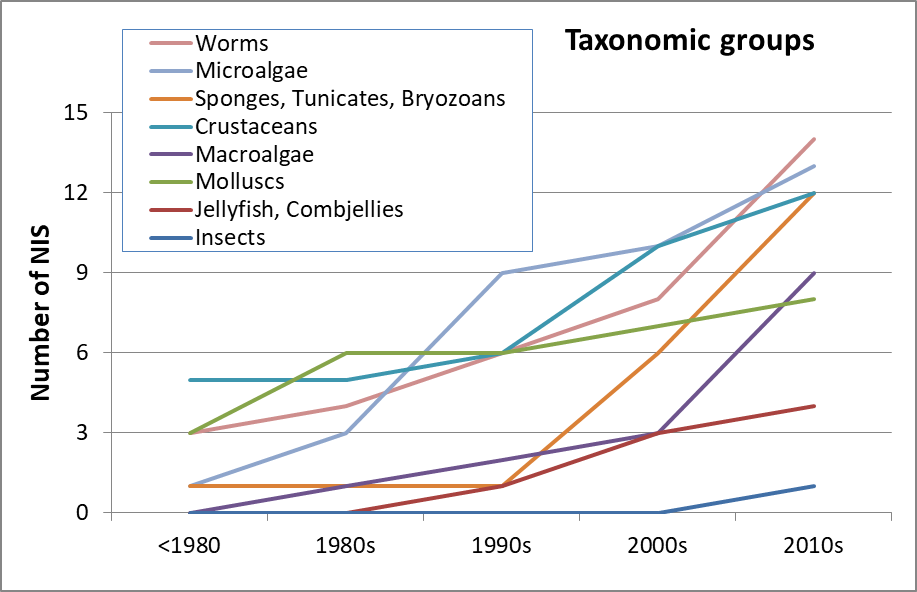 Taxonomic groups
Worms
Microalgae
Sponges, Tunicates, Bryozoans
Crustaceans
Macroalgae
Molluscs
Jellyfish, Combjellies
Insects
Number of NIS
15
12
9
6
3
0
<1980 1980s 1990s 2000s 2010s